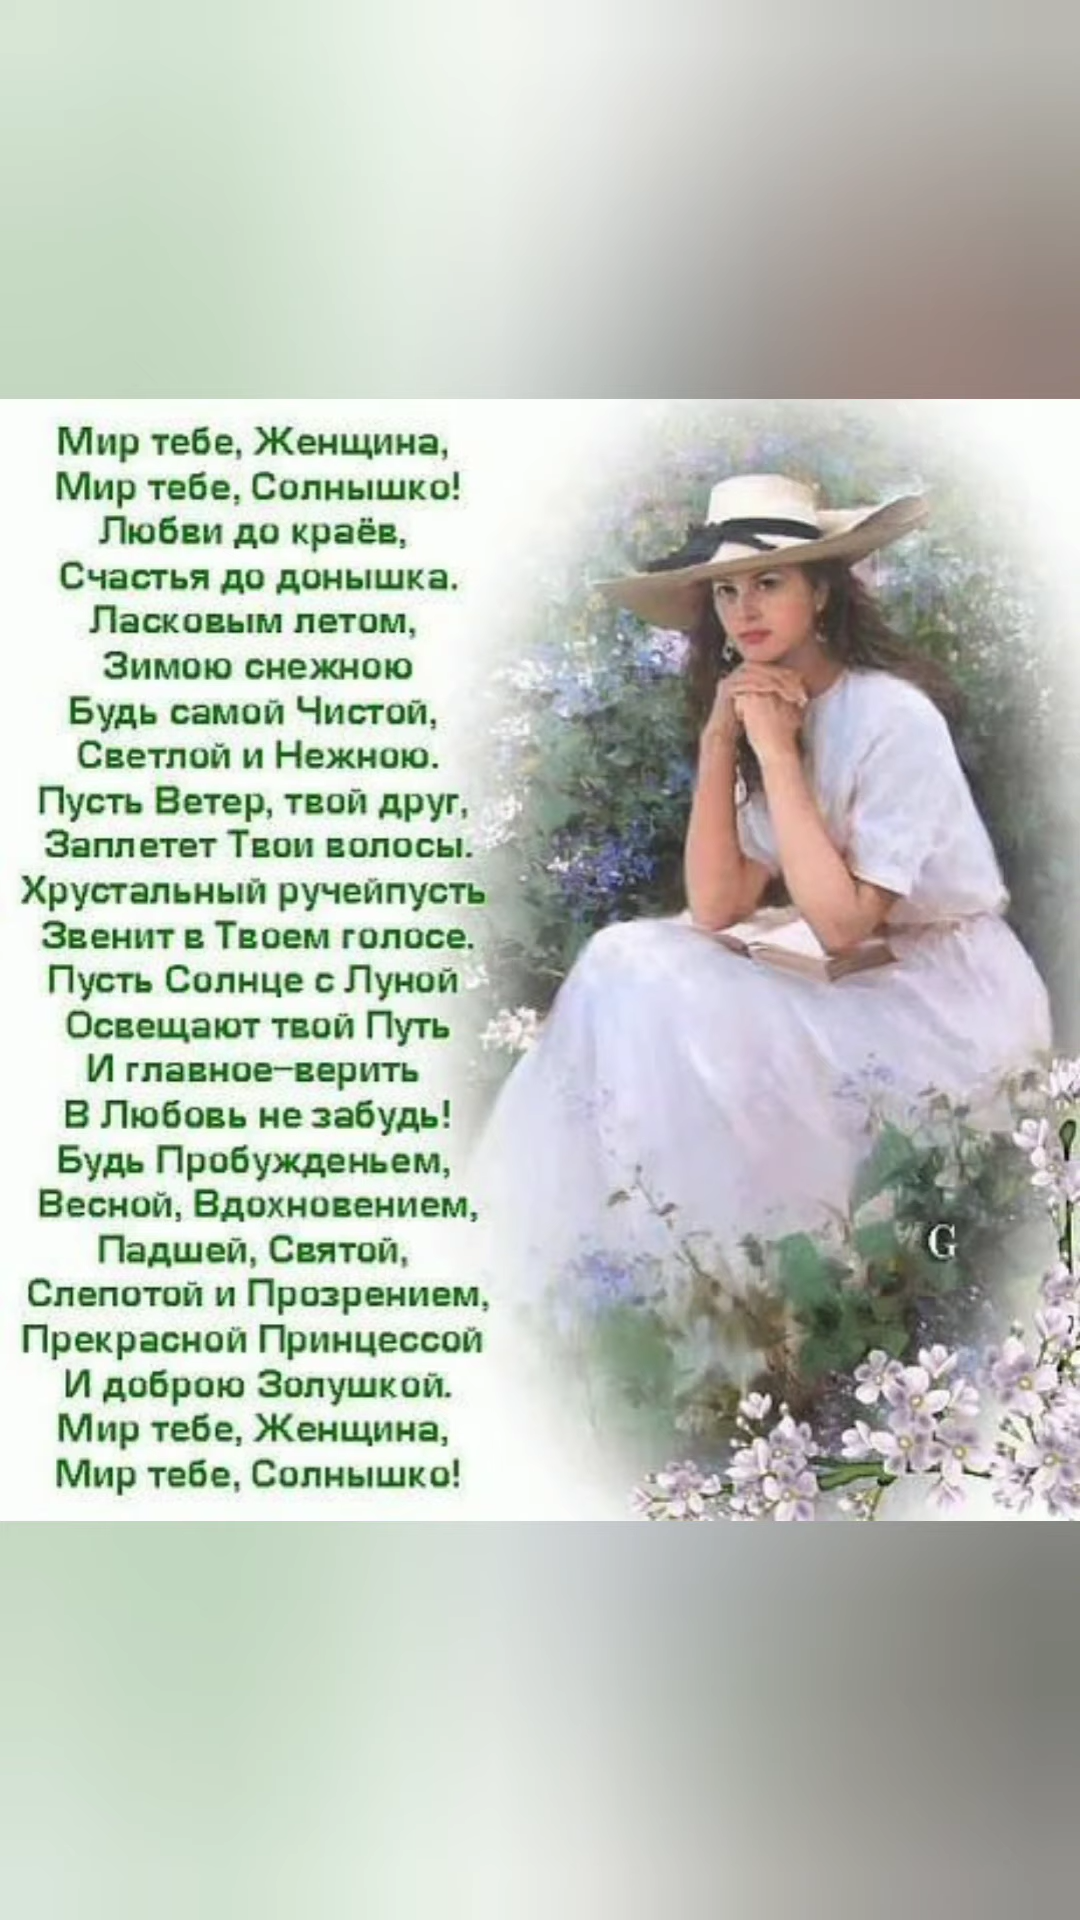 Мир тебе, Женщина,
Мир тебе, Солнышко!
Любви до краёв,
Счастья до донышка.
Ласковым летом,
Зимою снежною
Будь самой Чистой,
Светлой и Нежною.
Пусть Ветер, твой друг,
Заплетет Твои волосы.
Хрустальный ручейпусть
Звенит в Твоем голосе.
Пусть Солнце с Луной
Освещают твой Путь
И главное-верить
В Любовь не забудь!
Будь Пробужденьем,
Весной, Вдохновением,
Падшей, Святой,
Слепотой и Прозрением,
Прекрасной Принцессой
И доброю Золушкой.
Мир тебе, Женщина,
Мир тебе, Солнышко!
G